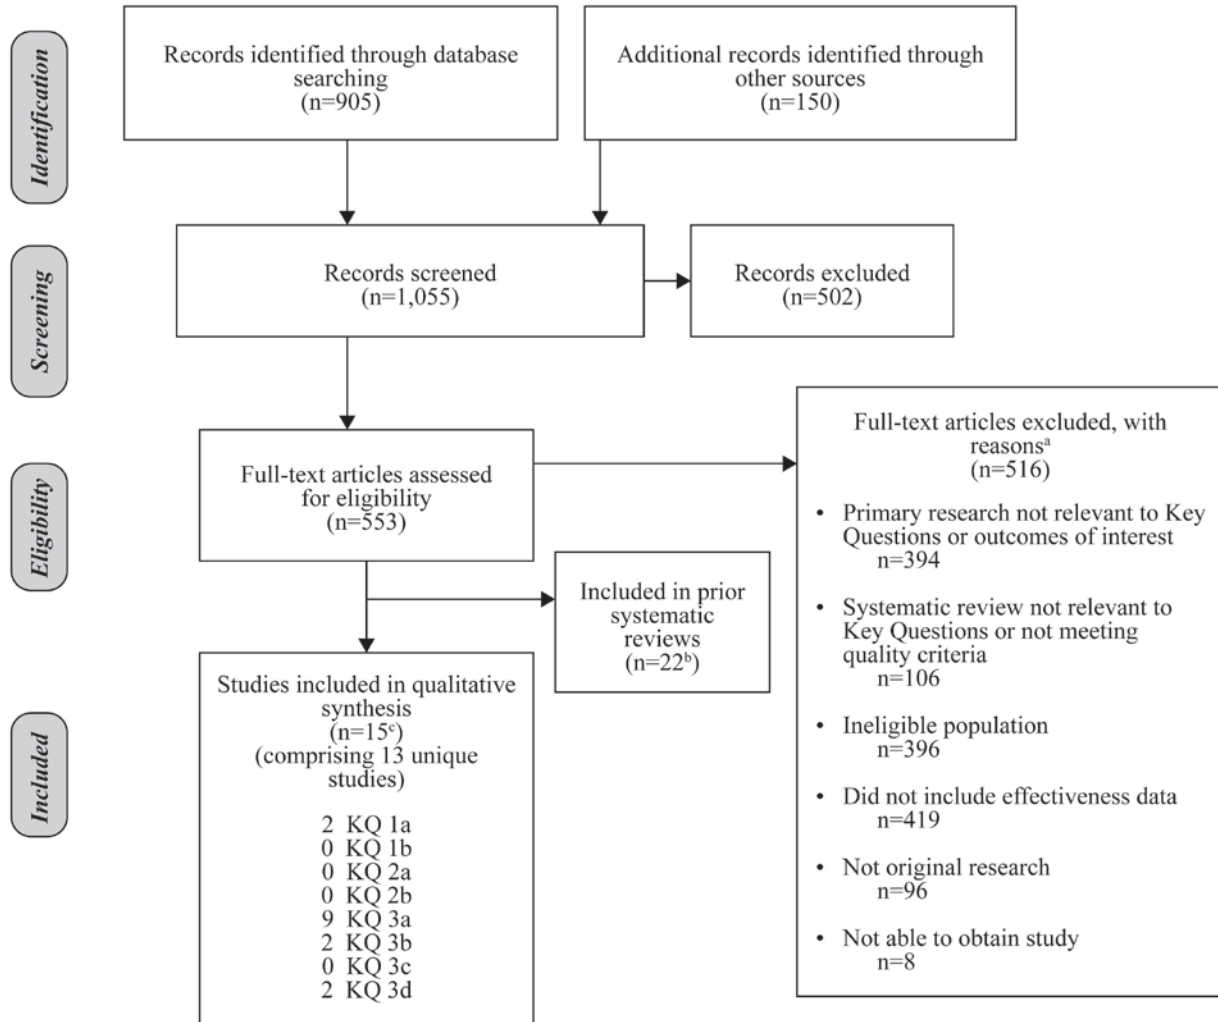 Identification
Records identified through database
searching
(n=905)
Additional records identified through
other sources
(n=150)
Screening
Records screened
(n=1,055)
Records excluded
(n=502)
Eligibility
Full-text articles assessed
for eligibility
(n=553)
Full-text articles excluded, with
reasonsᵃ
(n=516)
• Primary research not relevant to Key
Questions or outcomes of interest
n=394
• Systematic review not relevant to
Key Questions or not meeting
quality criteria
n=106
• Ineligible population
n=396
• Did not include effectiveness data
n=419
• Not original research
n=96
• Not able to obtain study
n=8
Included in prior
systematic
reviews
(n=22ᵇ)
Included
Studies included in qualitative
synthesis
(n=15ᶜ)
(comprising 13 unique
studies)
2 KQ 1a
0 KQ 1b
0 KQ 2a
0 KQ 2b
9 KQ 3a
2 KQ 3b
0 KQ 3c
2 KQ 3d